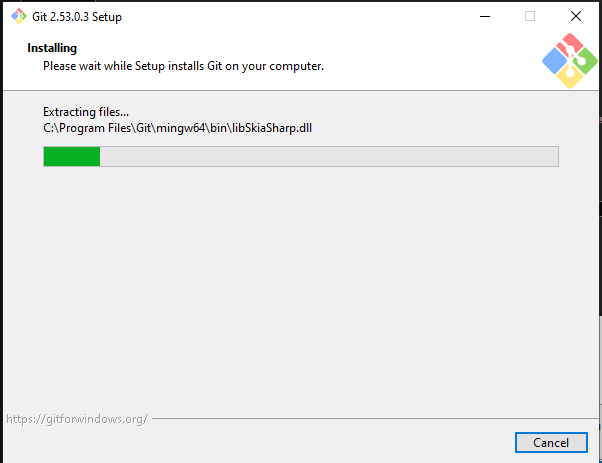 Git 2.53.0.3 Setup
Installing
Please wait while Setup installs Git on your computer.
Extracting files...
C:\Program Files\Git\mingw64\bin\libSkiaSharp.dll
https://gitforwindows.org/
Cancel